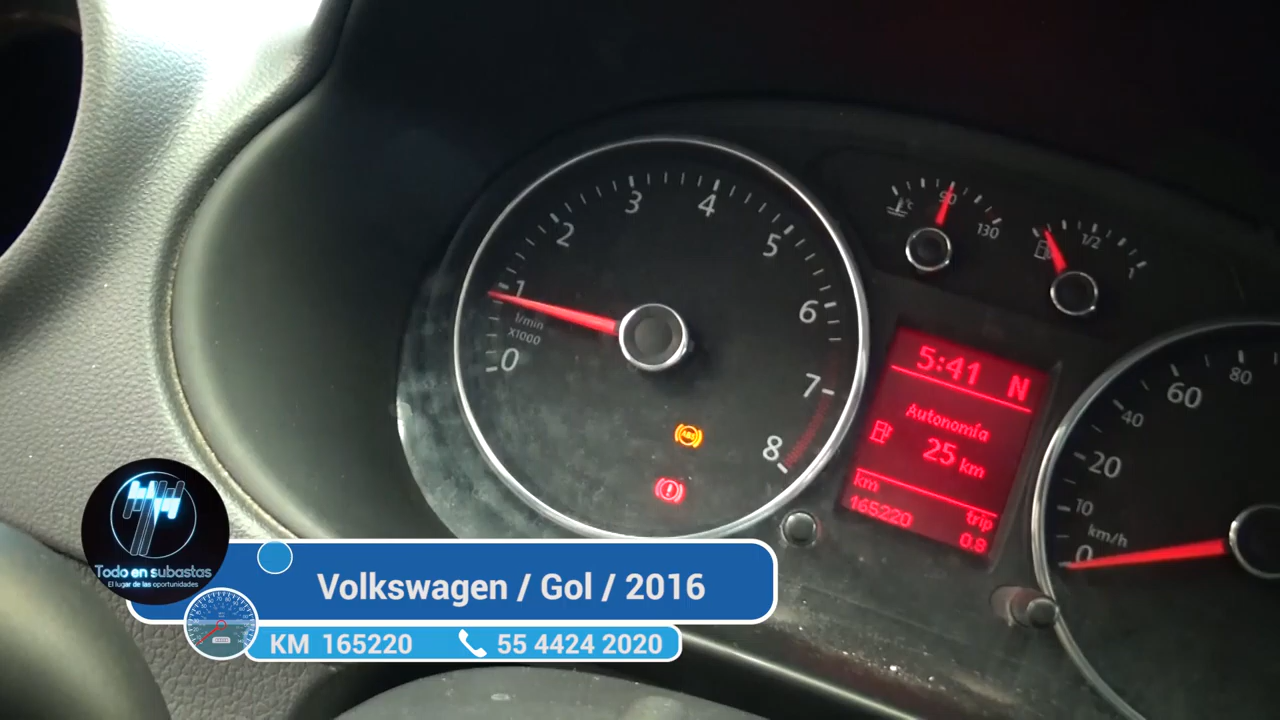 1
2
3
4
5
6
7
8
0
1/min
X1000
90
130
1/2
1
5:41 N
Autonomía
25 km
km
165220
trip
0.8
ABS
0
10
20
40
60
80
km/h
Todo en subastas
El lugar de las oportunidades
Volkswagen / Gol / 2016
KM 165220
55 4424 2020